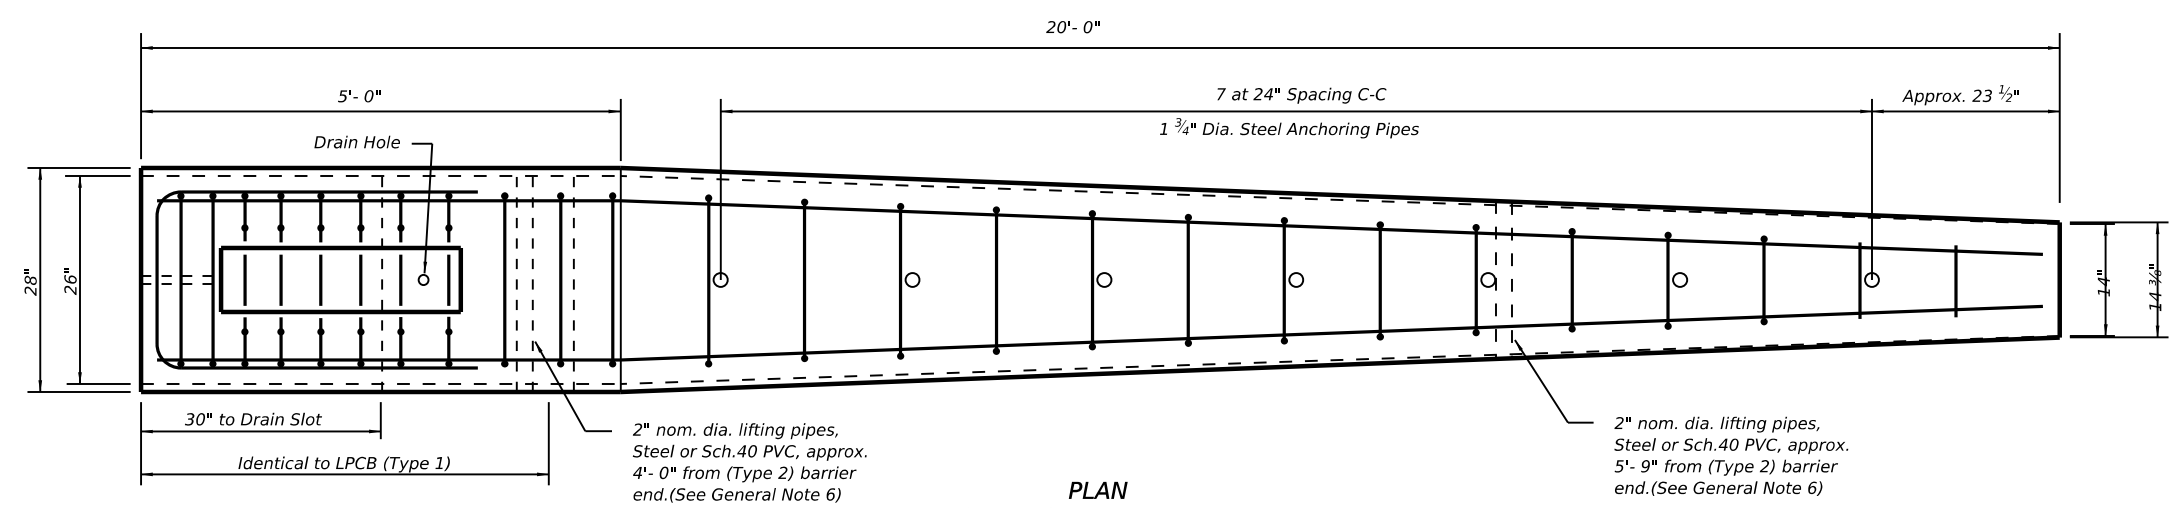 20'- 0"
5'- 0"
7 at 24" Spacing C-C
Approx. 23 ½"
1 ¾" Dia. Steel Anchoring Pipes
Drain Hole
28"
26"
14"
14 ⅜"
30" to Drain Slot
Identical to LPCB (Type 1)
2" nom. dia. lifting pipes,
Steel or Sch.40 PVC, approx.
4'- 0" from (Type 2) barrier
end.(See General Note 6)
PLAN
2" nom. dia. lifting pipes,
Steel or Sch.40 PVC, approx.
5'- 9" from (Type 2) barrier
end.(See General Note 6)